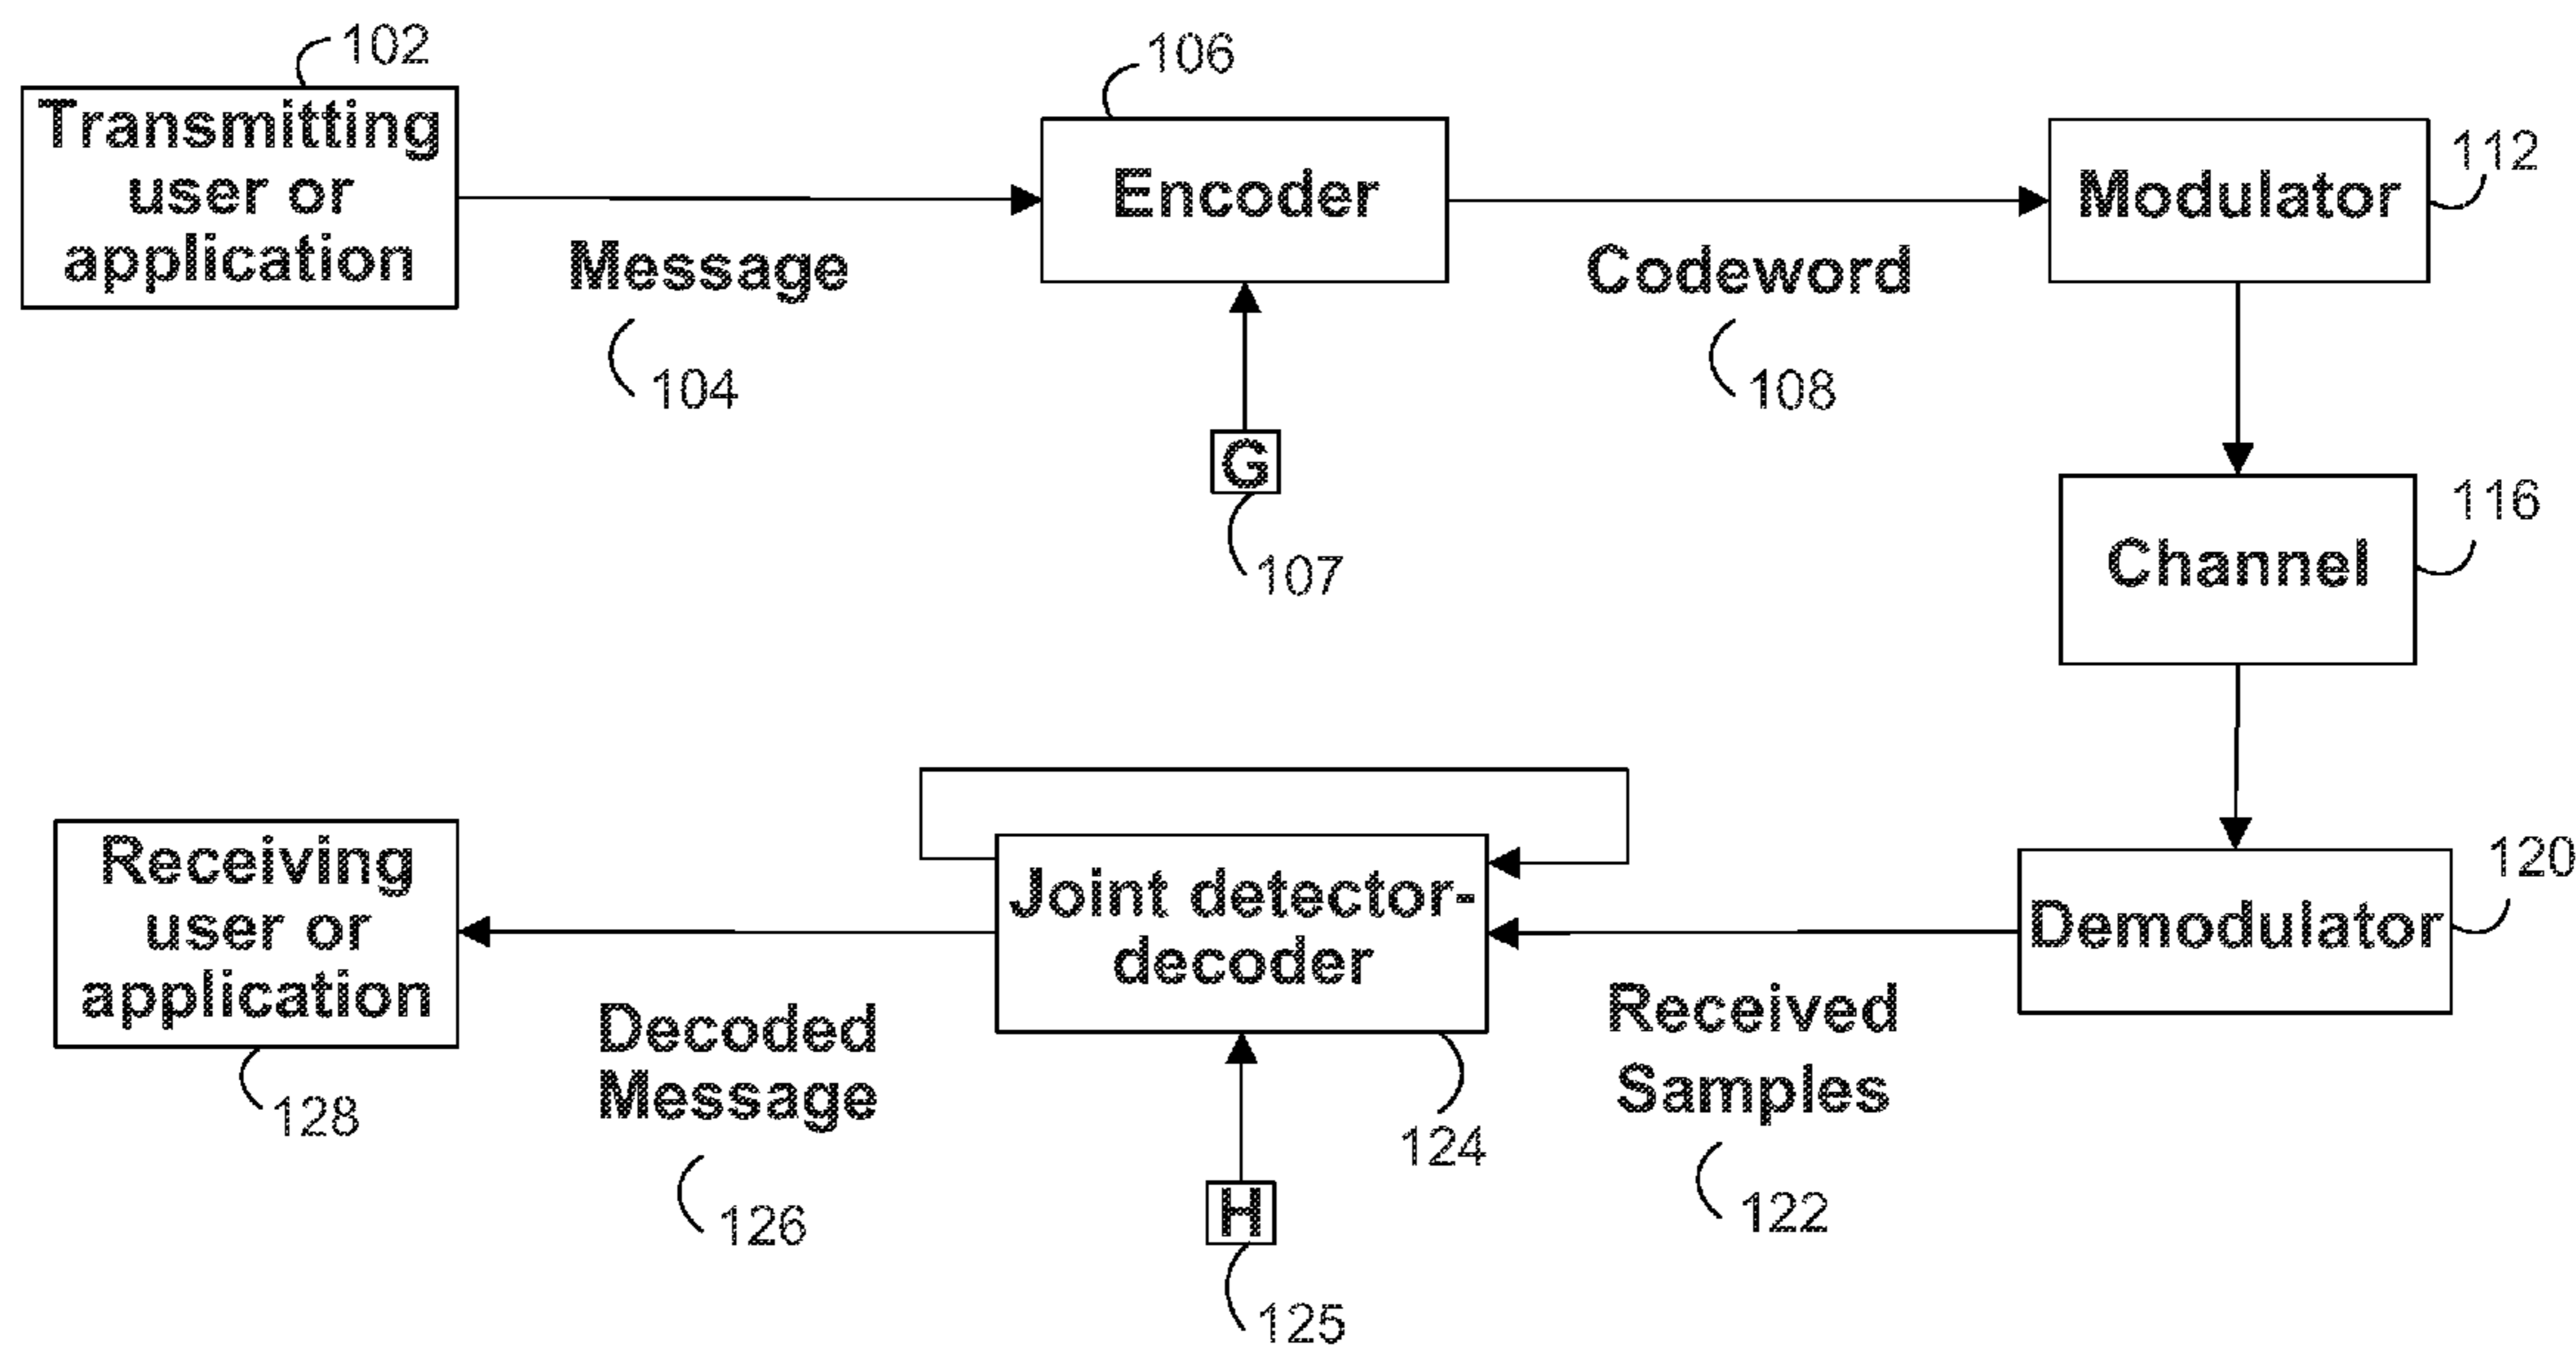 102
Transmitting
user or
application
Message
104
106
Encoder
G
107
Codeword
108
Modulator
112
Channel
116
Demodulator
120
Received
Samples
122
Joint detector-
decoder
124
H
125
Decoded
Message
126
Receiving
user or
application
128